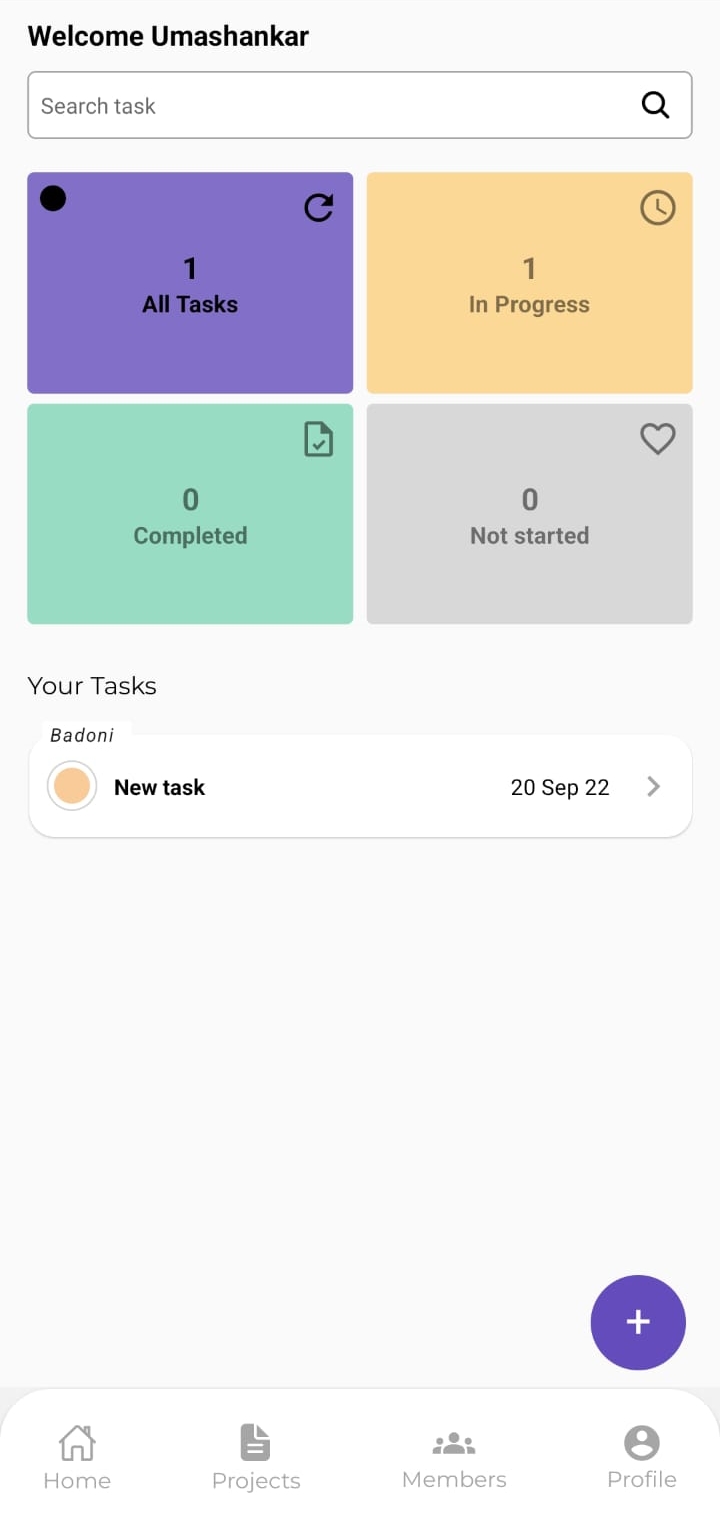 Welcome Umashankar
Search task
1
All Tasks
1
In Progress
0
Completed
0
Not started
Your Tasks
Badoni
New task
20 Sep 22
+
Home
Projects
Members
Profile